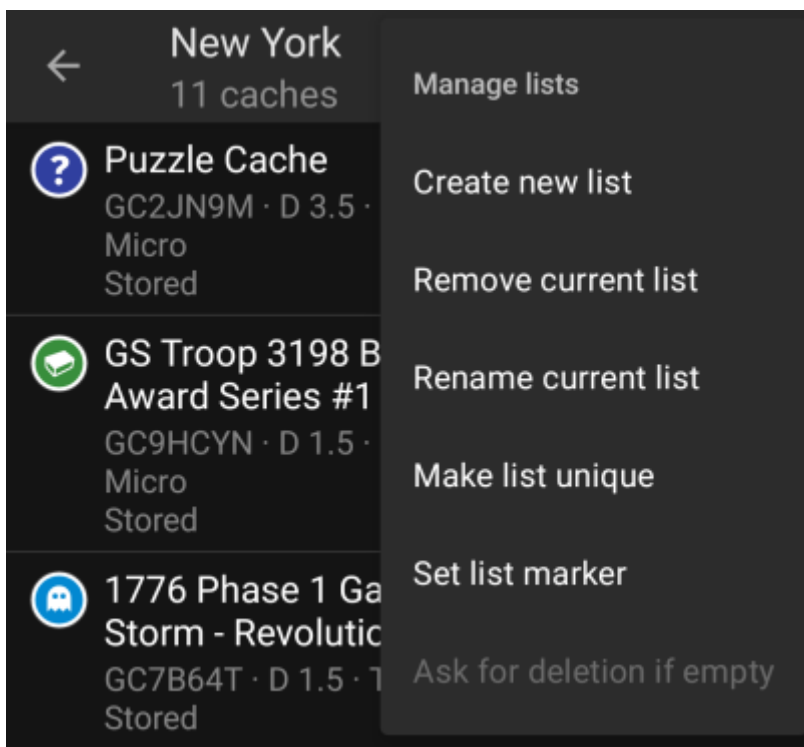 New York
11 caches
Puzzle Cache
GC2JN9M · D 3.5 ·
Micro
Stored
GS Troop 3198 B
Award Series #1
GC9HCYN · D 1.5 ·
Micro
Stored
1776 Phase 1 Ga
Storm - Revolutio
GC7B64T · D 1.5 · T
Stored
Manage lists
Create new list
Remove current list
Rename current list
Make list unique
Set list marker
Ask for deletion if empty